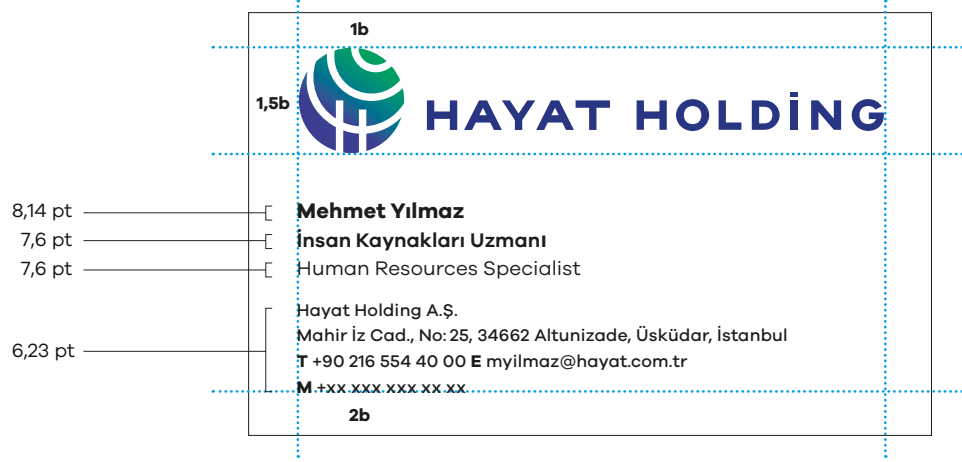 1b
1,5b
HAYAT HOLDİNG
8,14 pt
Mehmet Yılmaz
7,6 pt
İnsan Kaynakları Uzmanı
7,6 pt
Human Resources Specialist
Hayat Holding A.Ş.
Mahir İz Cad., No: 25, 34662 Altunizade, Üsküdar, İstanbul
6,23 pt
T +90 216 554 40 00 E myilmaz@hayat.com.tr
M +xx xxx xxx xx xx
2b